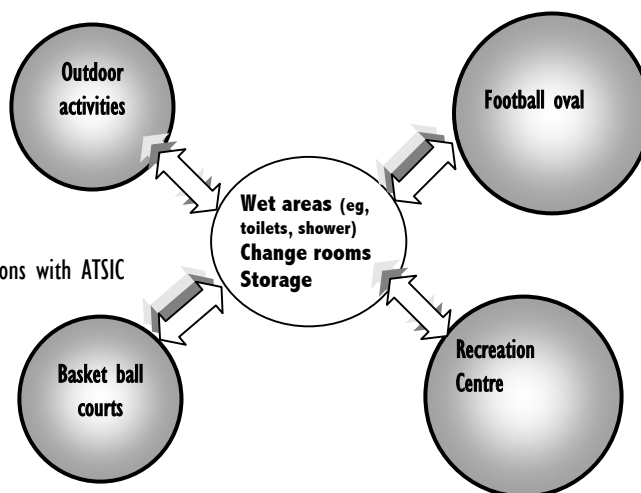 Outdoor
activities
Football oval
Wet areas (eg,
toilets, shower)
Change rooms
Storage
ons with ATSIC
Basket ball
courts
Recreation
Centre